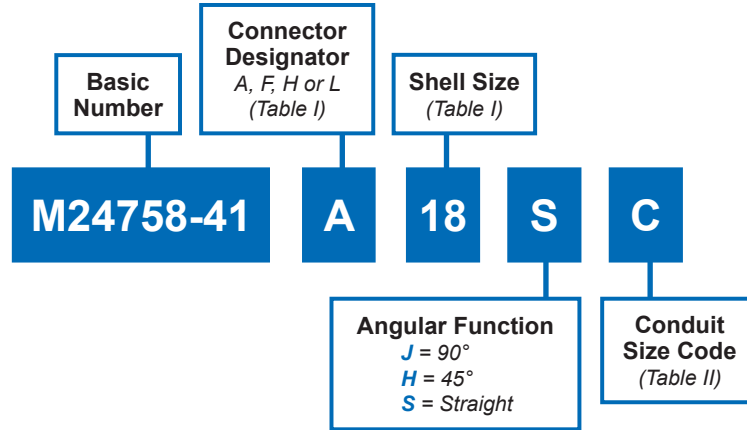 Basic
Number
Connector
Designator
A, F, H or L
(Table I)
Shell Size
(Table I)
M24758-41 A 18 S C
Angular Function
J = 90°
H = 45°
S = Straight
Conduit
Size Code
(Table II)